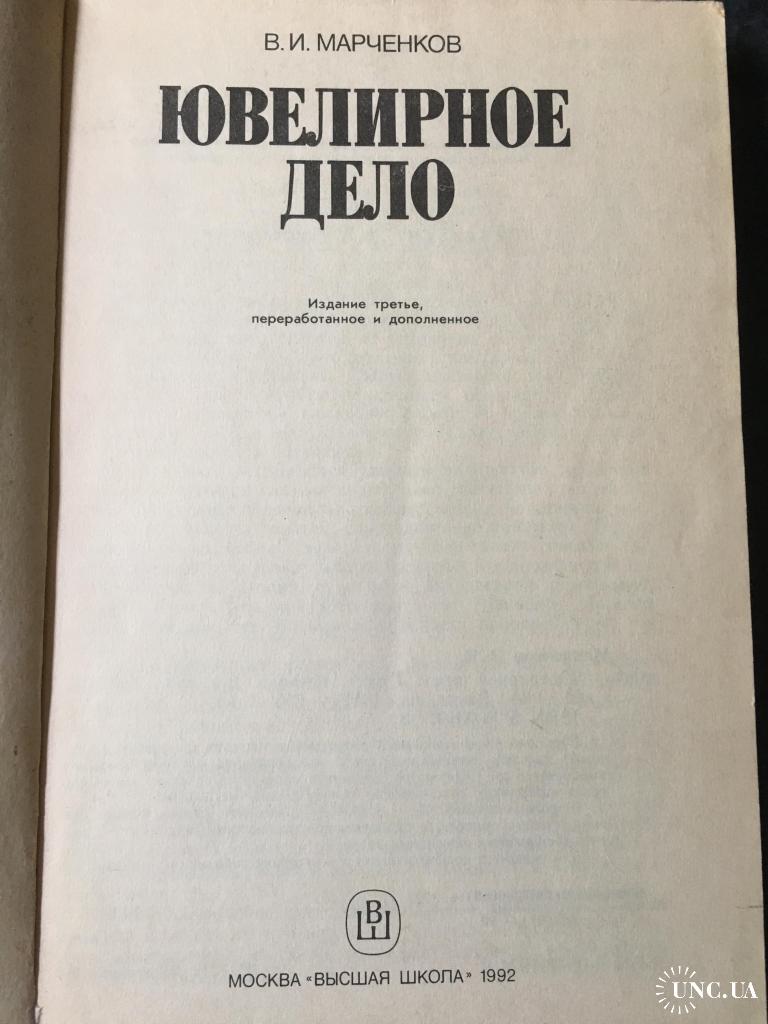 В. И. МАРЧЕНКОВ
ЮВЕЛИРНОЕ
ДЕЛО
Издание третье,
переработанное и дополненное
ВШ
МОСКВА «ВЫСШАЯ ШКОЛА» 1992
UNC.UA